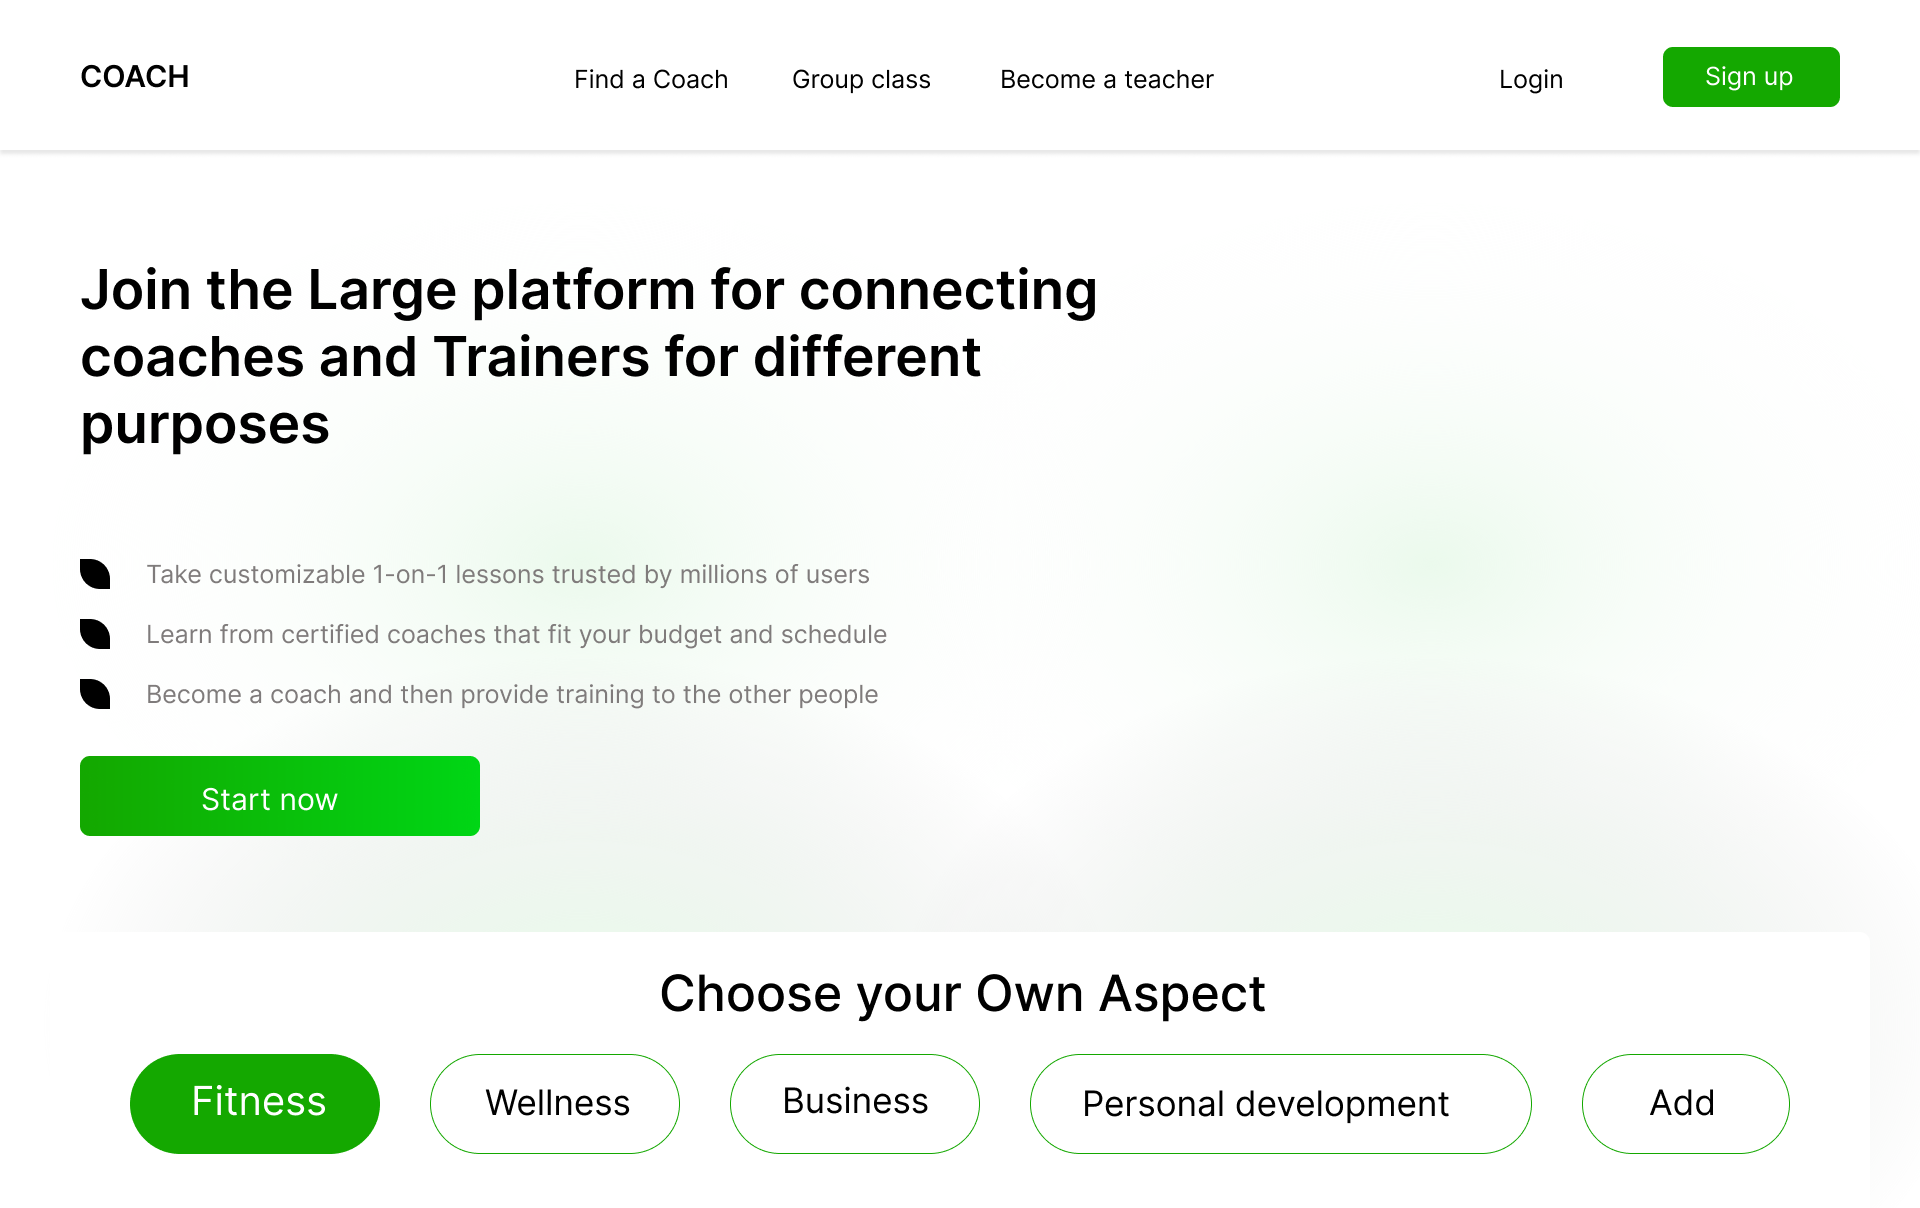 COACH
Find a Coach
Group class
Become a teacher
Login
Sign up
Join the Large platform for connecting
coaches and Trainers for different
purposes
Take customizable 1-on-1 lessons trusted by millions of users
Learn from certified coaches that fit your budget and schedule
Become a coach and then provide training to the other people
Start now
Choose your Own Aspect
Fitness
Wellness
Business
Personal development
Add